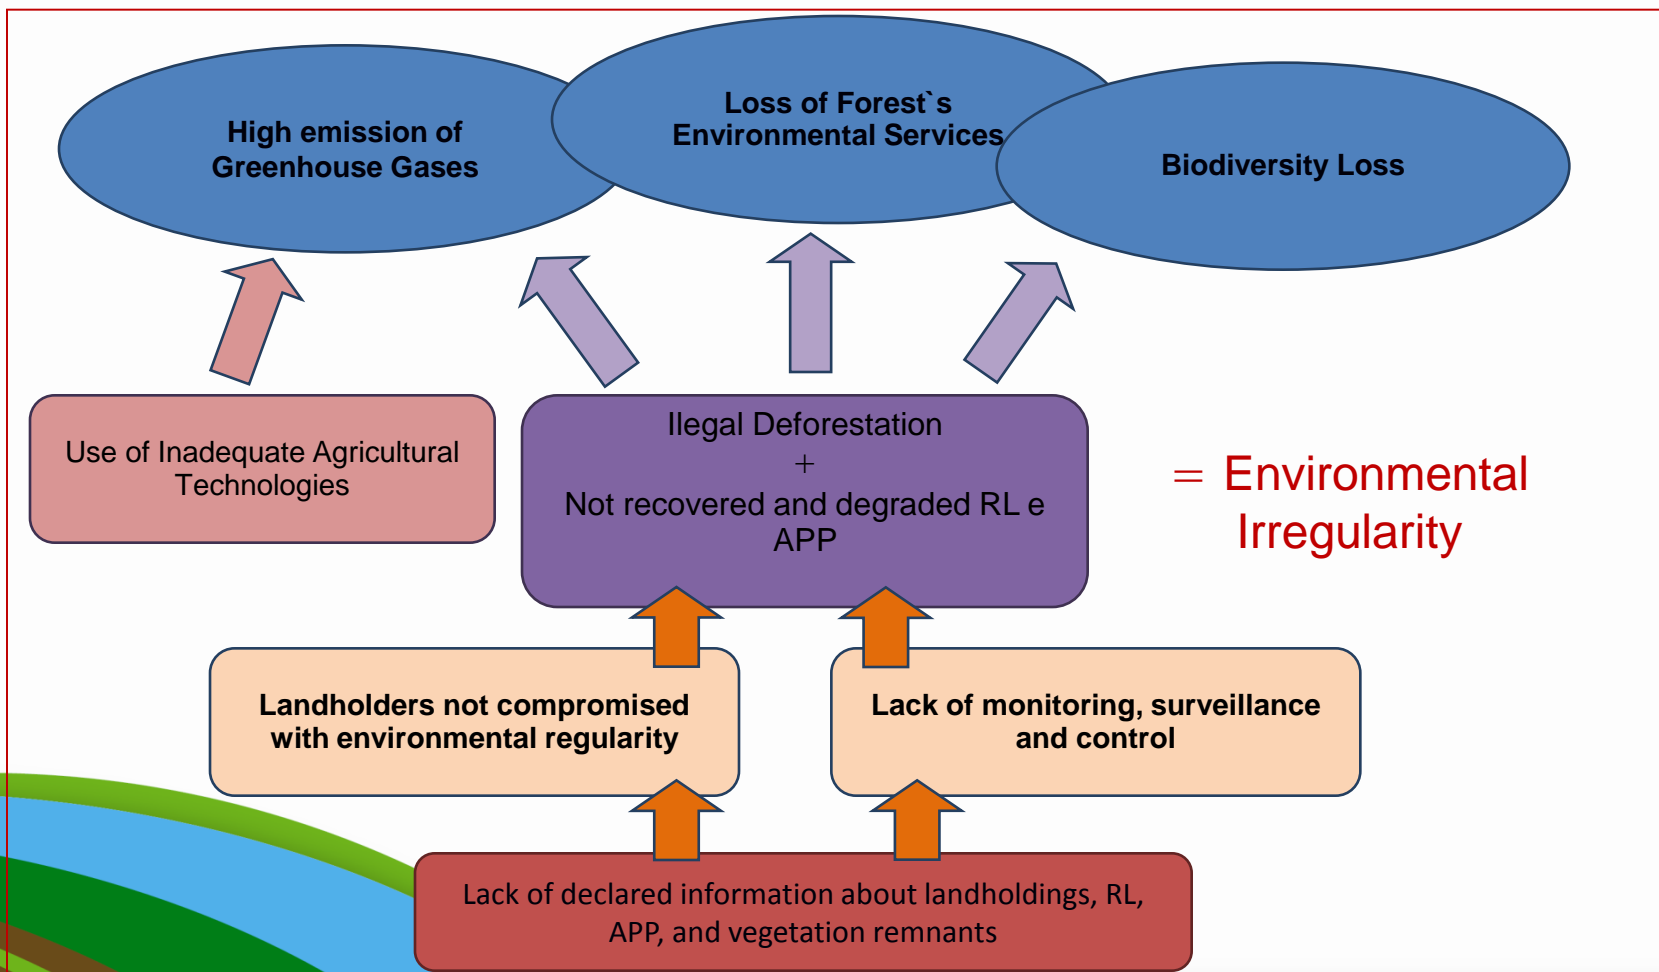 High emission of
Greenhouse Gases
Loss of Forest`s
Environmental Services
Biodiversity Loss
Use of Inadequate Agricultural
Technologies
Ilegal Deforestation
+
Not recovered and degraded RL e
APP
= Environmental
Irregularity
Landholders not compromised
with environmental regularity
Lack of monitoring, surveillance
and control
Lack of declared information about landholdings, RL,
APP, and vegetation remnants